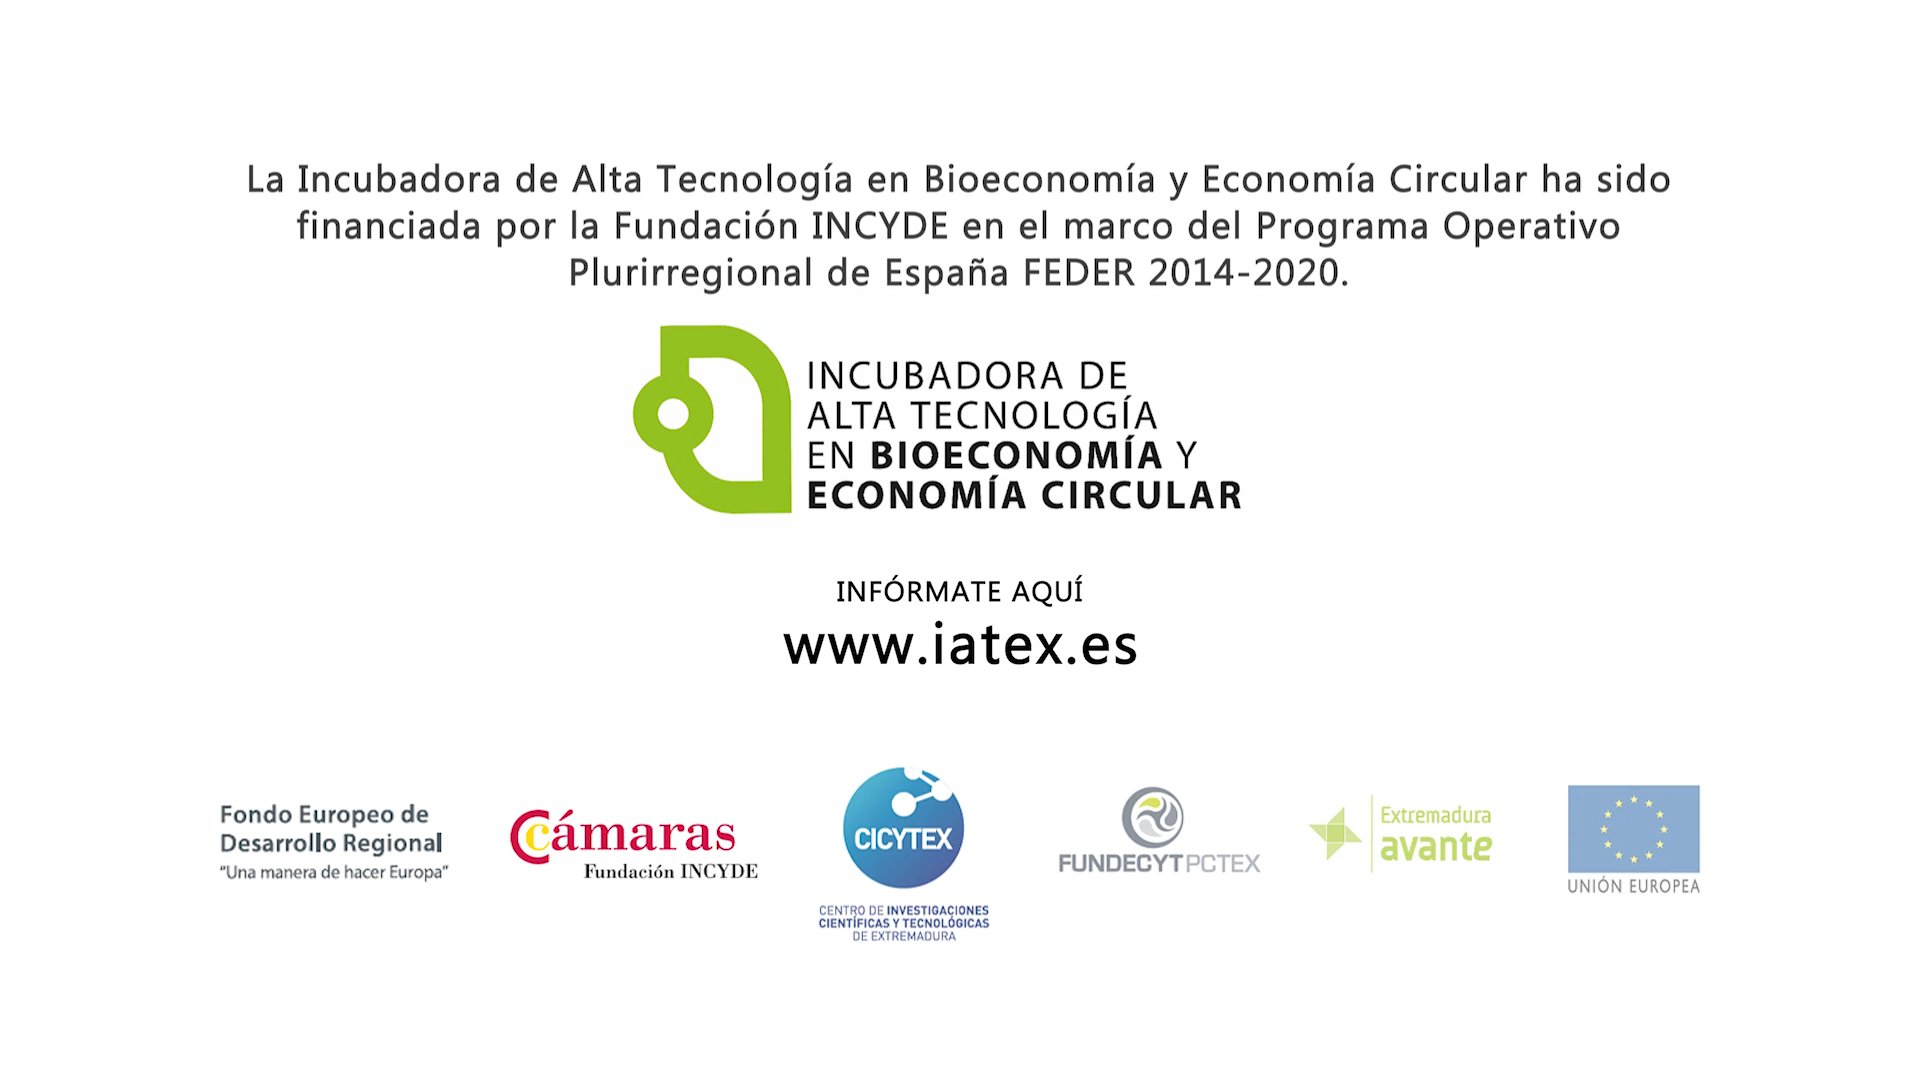 La Incubadora de Alta Tecnología en Bioeconomía y Economía Circular ha sido
financiada por la Fundación INCYDE en el marco del Programa Operativo
Plurirregional de España FEDER 2014-2020.
INCUBADORA DE
ALTA TECNOLOGÍA
EN BIOECONOMÍA Y
ECONOMÍA CIRCULAR
INFÓRMATE AQUÍ
www.iatex.es
Fondo Europeo de
Desarrollo Regional
“Una manera de hacer Europa”
Cámaras
Fundación INCYDE
CICYTEX
CENTRO DE INVESTIGACIONES
CIENTÍFICAS Y TECNOLÓGICAS
DE EXTREMADURA
FUNDECYT PCTEX
Extremadura
avante
UNIÓN EUROPEA